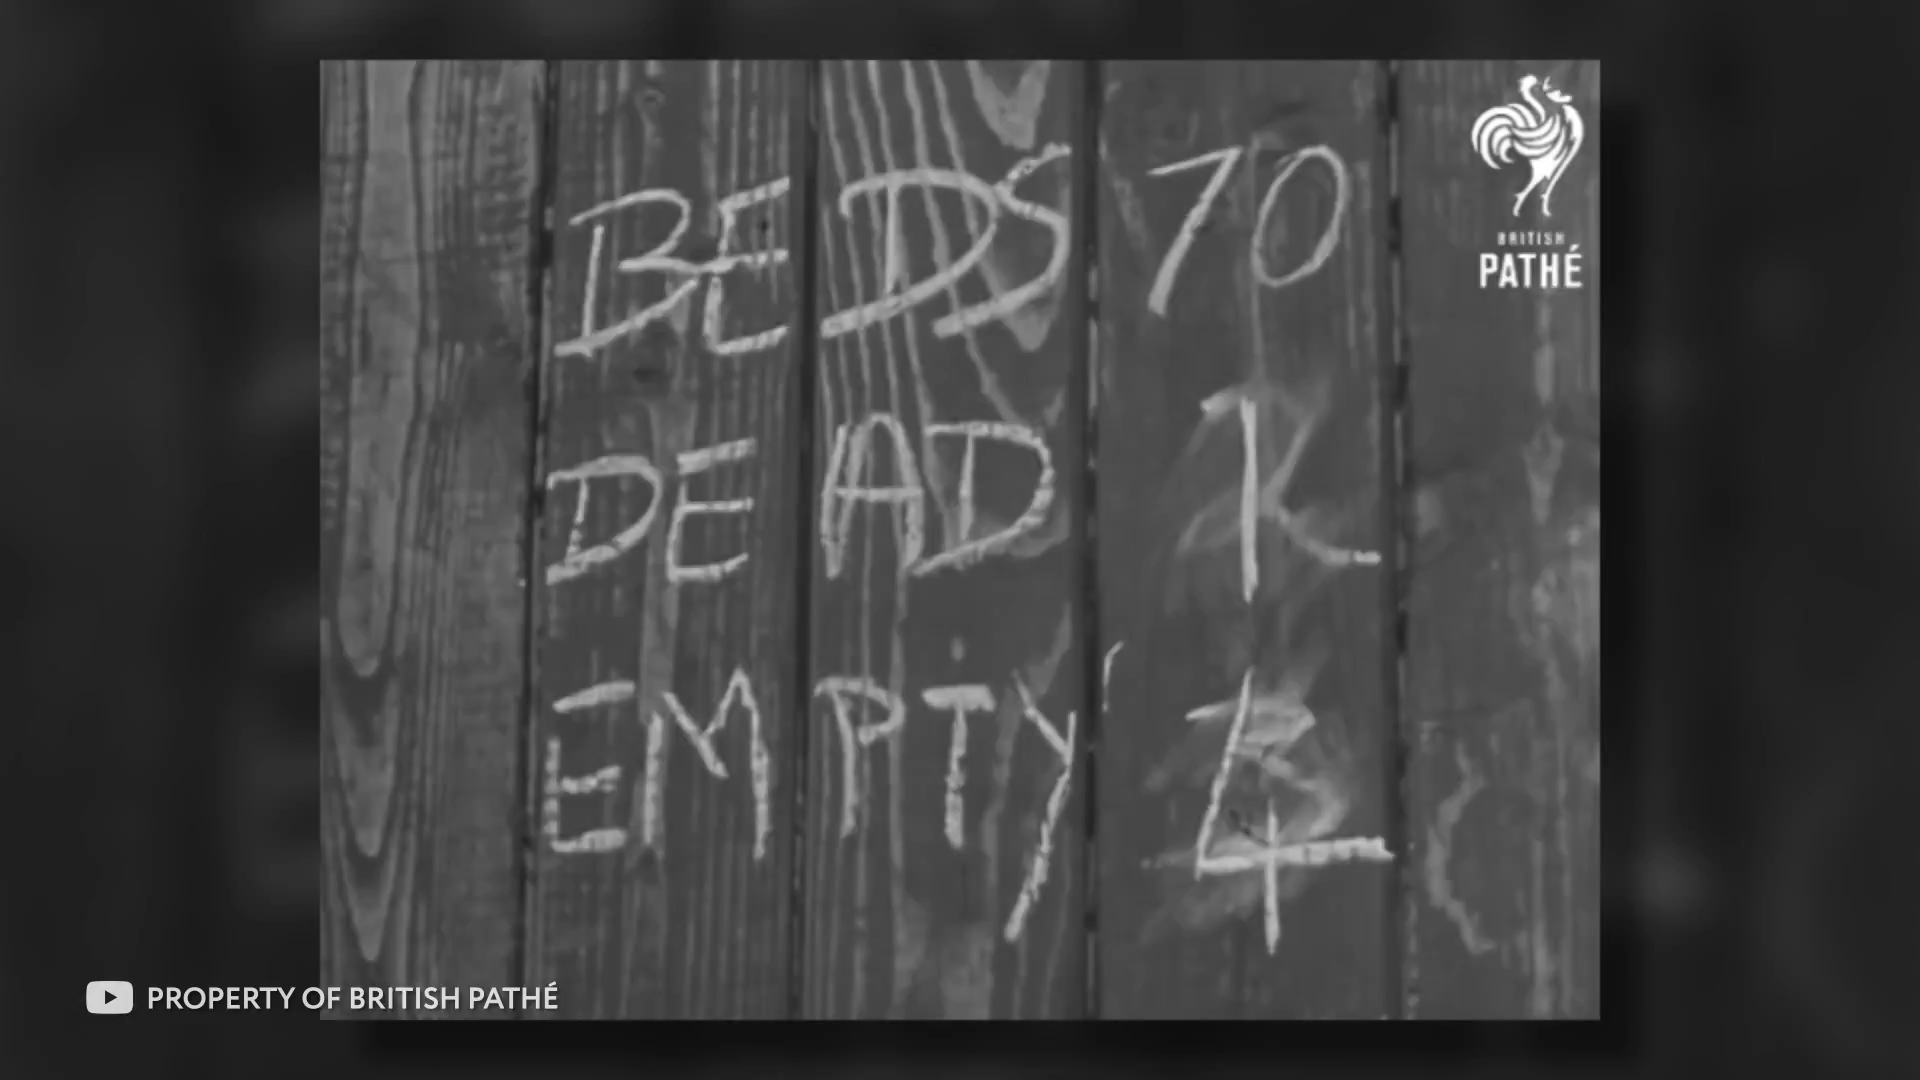 BEDS 70
DEAD 1
EMPTY 4
BRITISH
PATHÉ
PROPERTY OF BRITISH PATHÉ